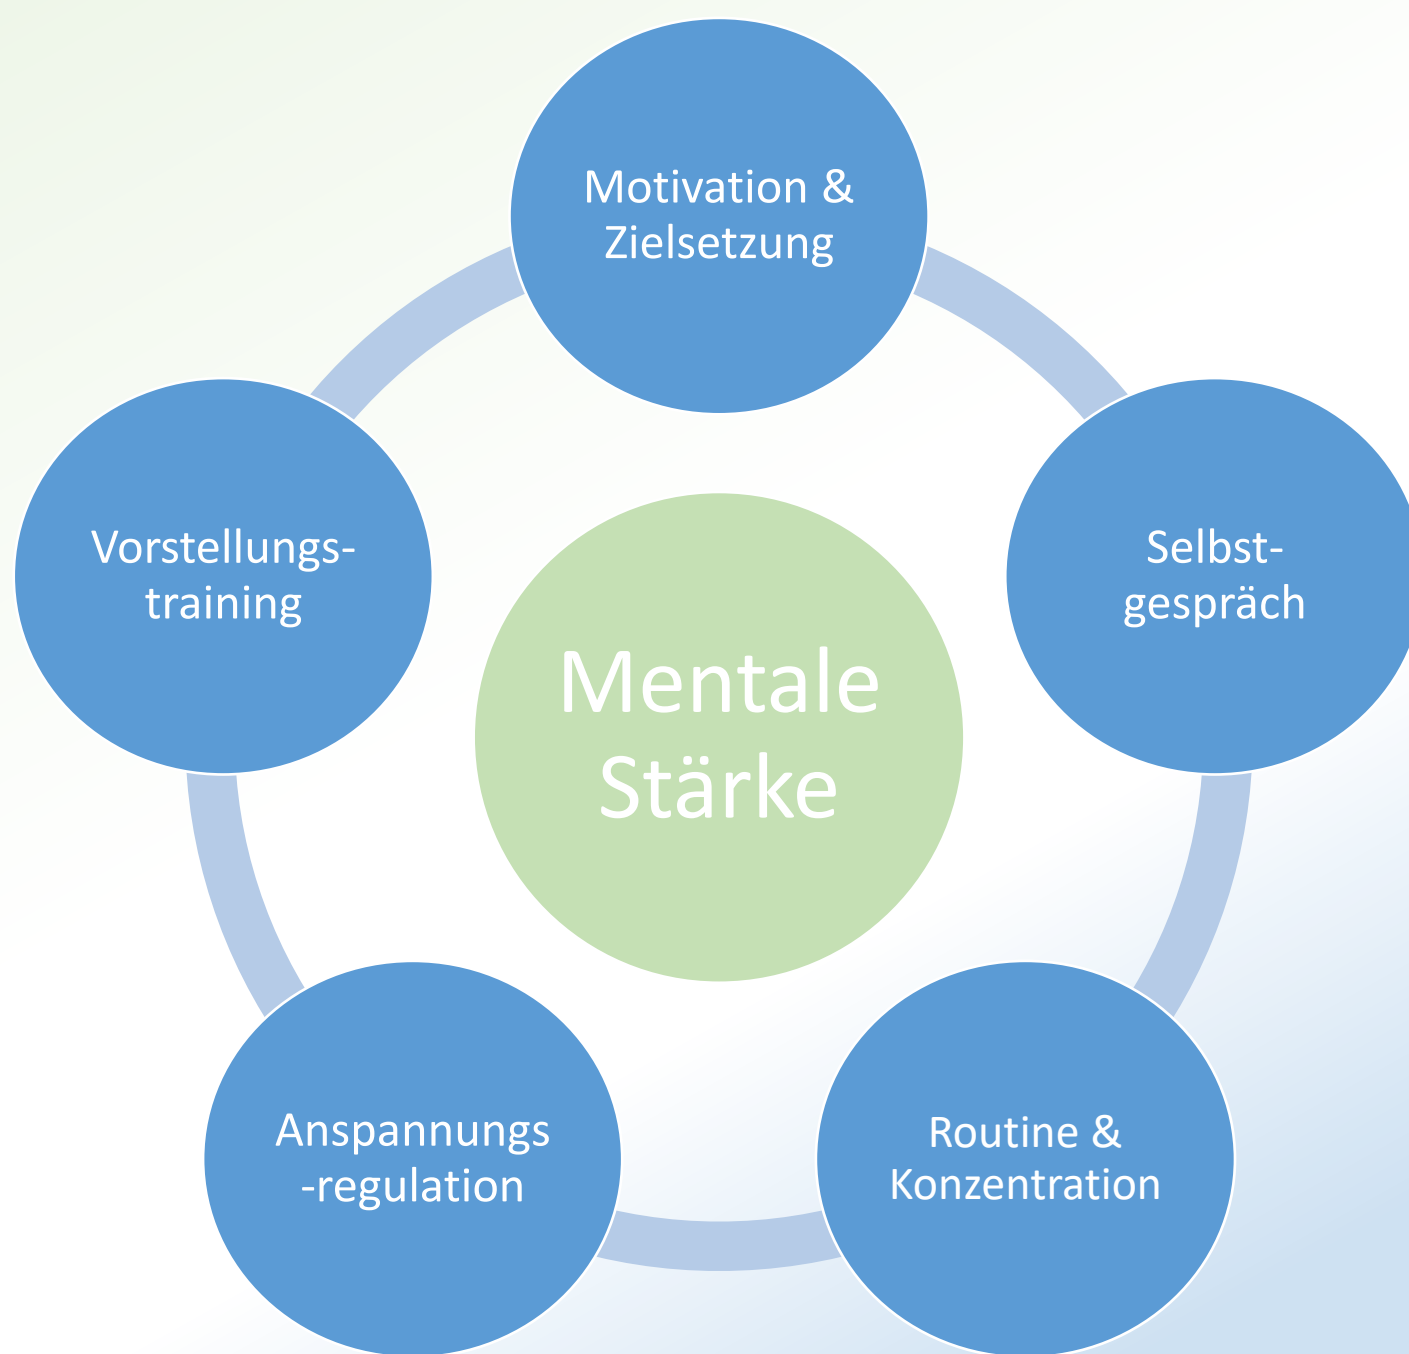 Motivation &
Zielsetzung
Vorstellungs-
training
Selbst-
gespräch
Mentale
Stärke
Anspannungs
-regulation
Routine &
Konzentration